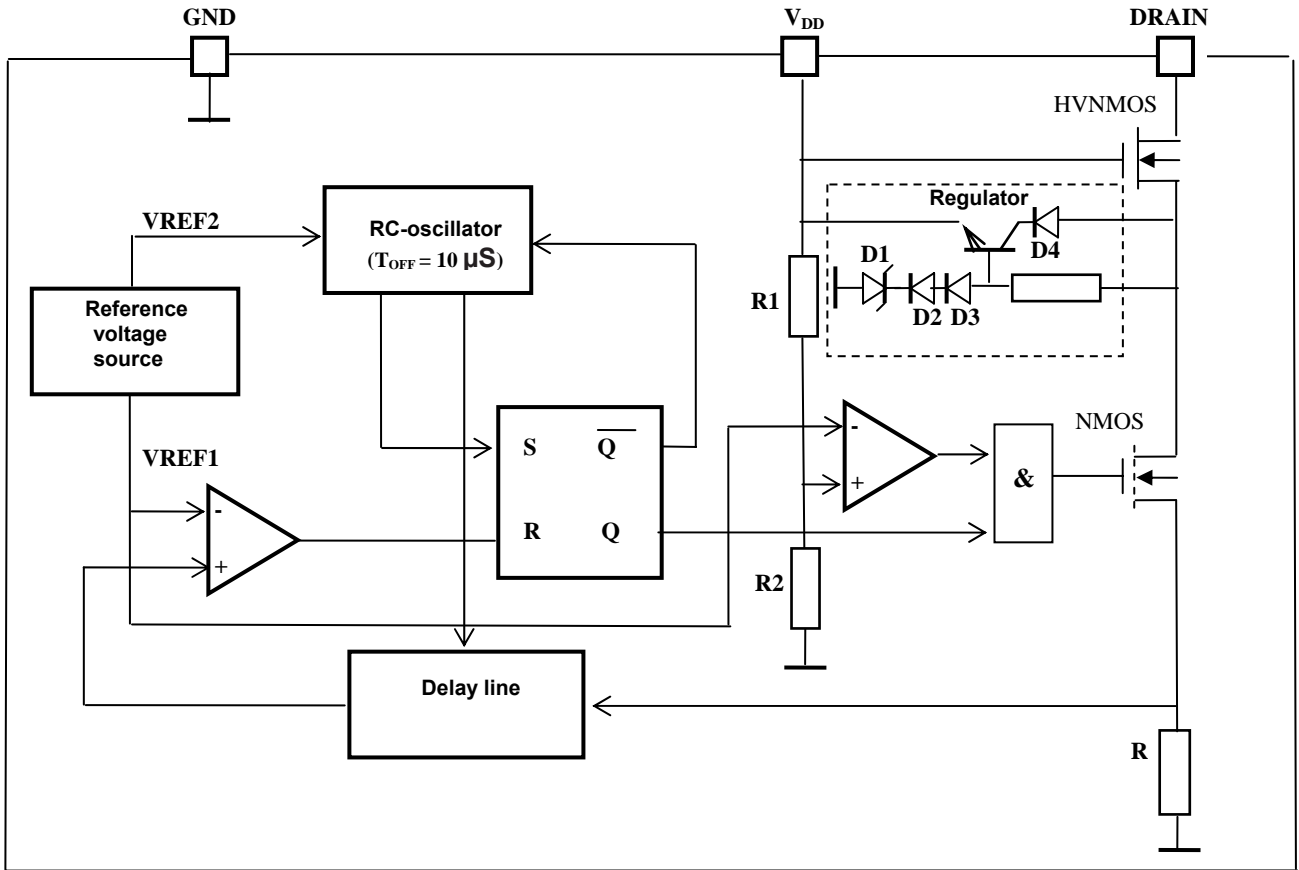 GND
VDD
DRAIN
HVNMOS
Regulator
VREF2
RC-oscillator
(TOFF = 10 µS)
D1
D4
R1
D2 D3
Reference
voltage
source
S Q
NMOS
-
VREF1
&
-
+
R Q
+
R2
Delay line
R